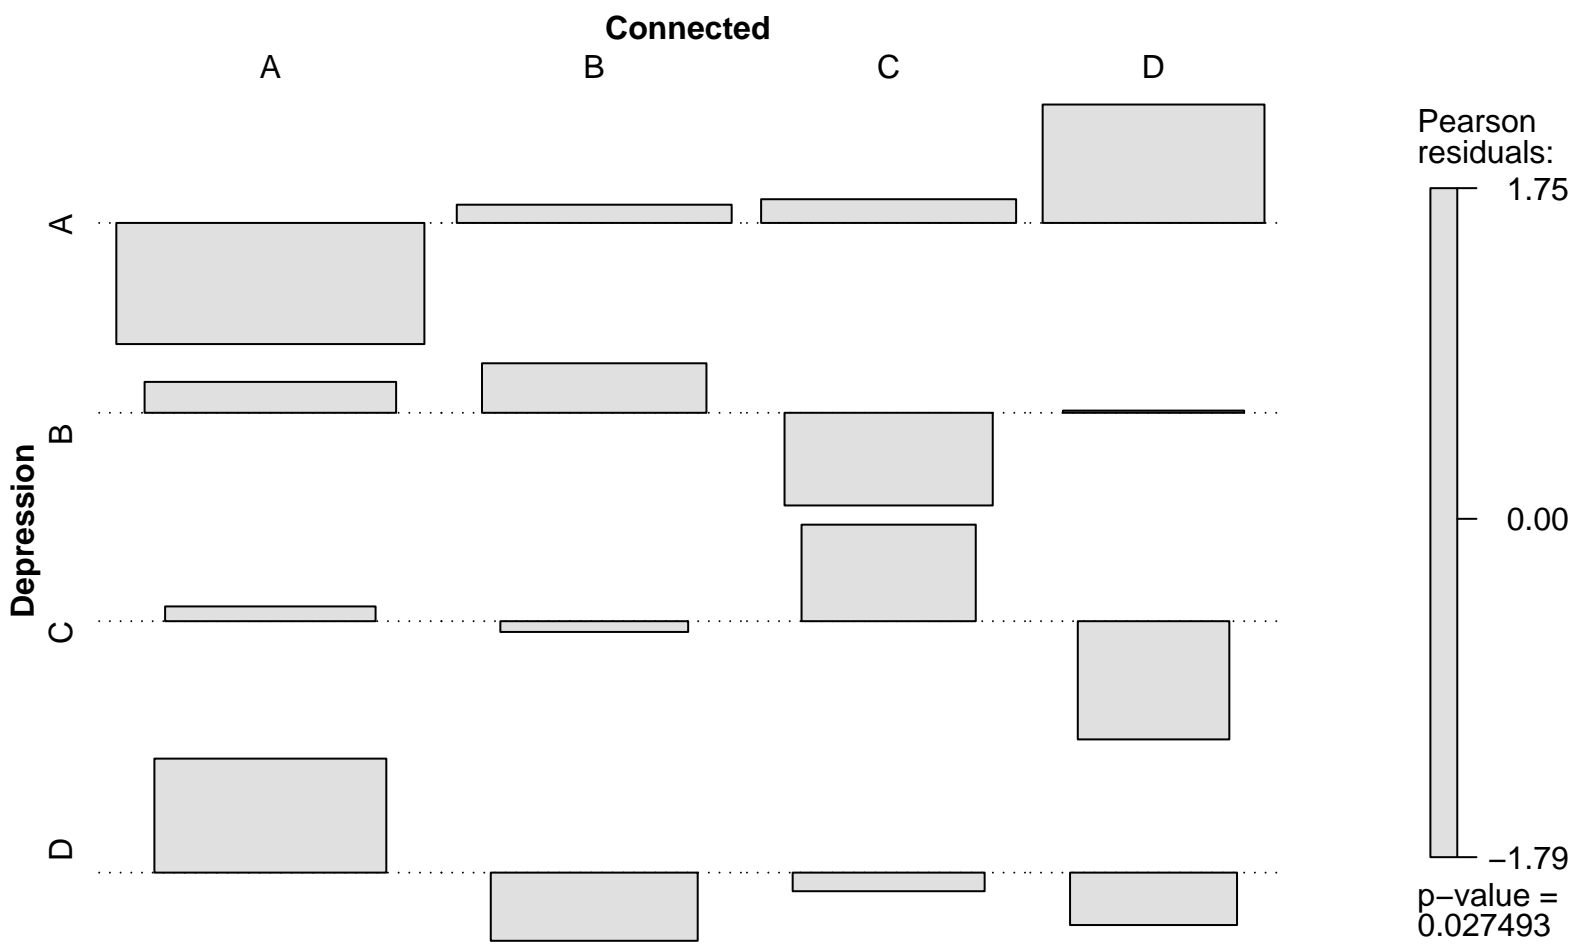 Connected
A
B
C
D
Depression
A
B
C
D
Pearson
residuals:
1.75
0.00
−1.79
p−value =
0.027493